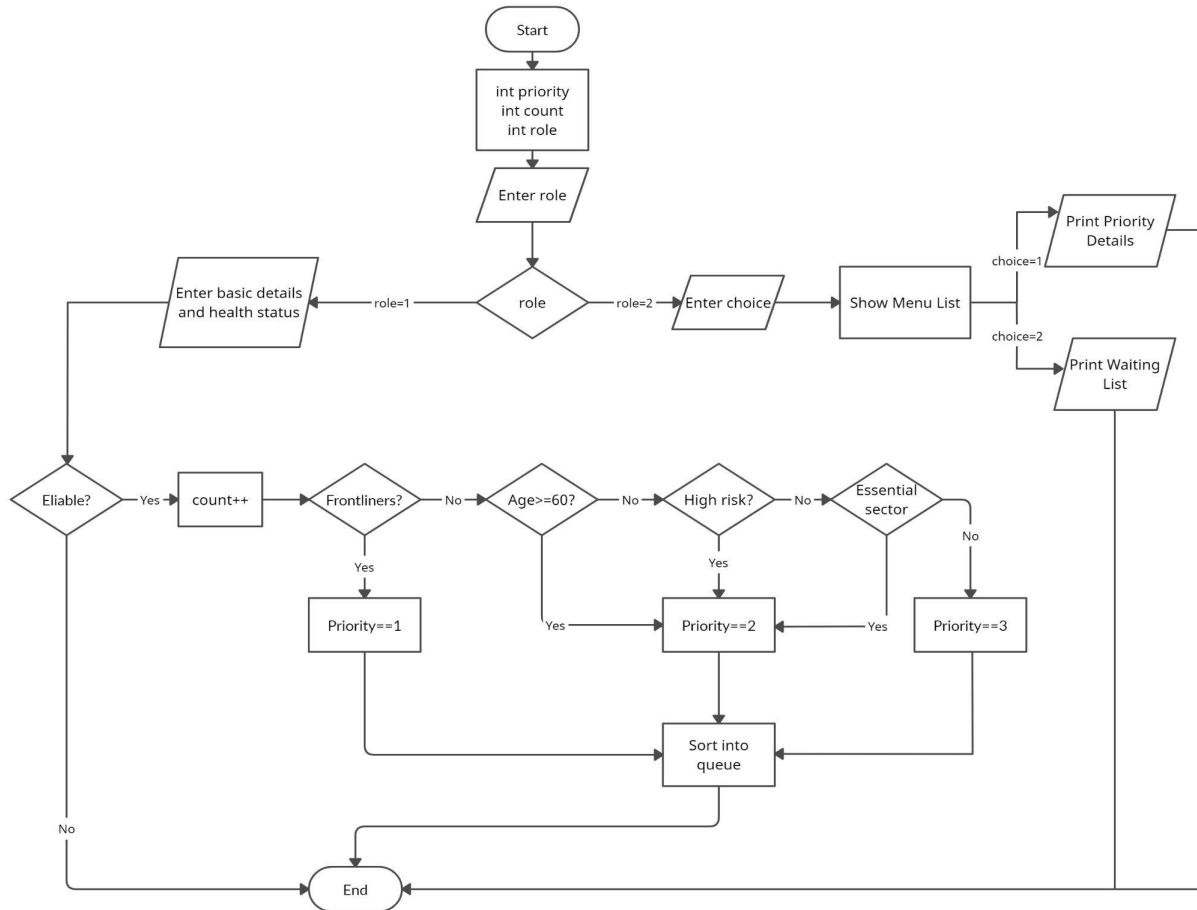 Start
int priority
int count
int role
Enter role
Print Priority
Details
choice=1
Enter basic details
and health status
role=1
role
role=2
Enter choice
Show Menu List
choice=2
Print Waiting
List
Eliable?
Yes
count++
Frontliners?
No
Age>=60?
No
High risk?
No
Essential
sector
No
Yes
Yes
Priority==1
Yes
Priority==2
Yes
Priority==3
Sort into
queue
No
End